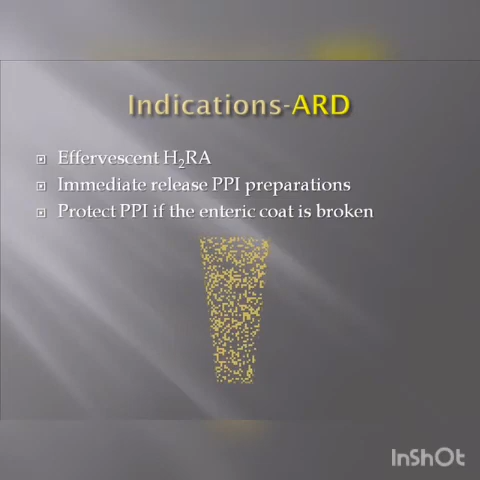 Indications-ARD
Effervescent H₂RA
Immediate release PPI preparations
Protect PPI if the enteric coat is broken
InShOt